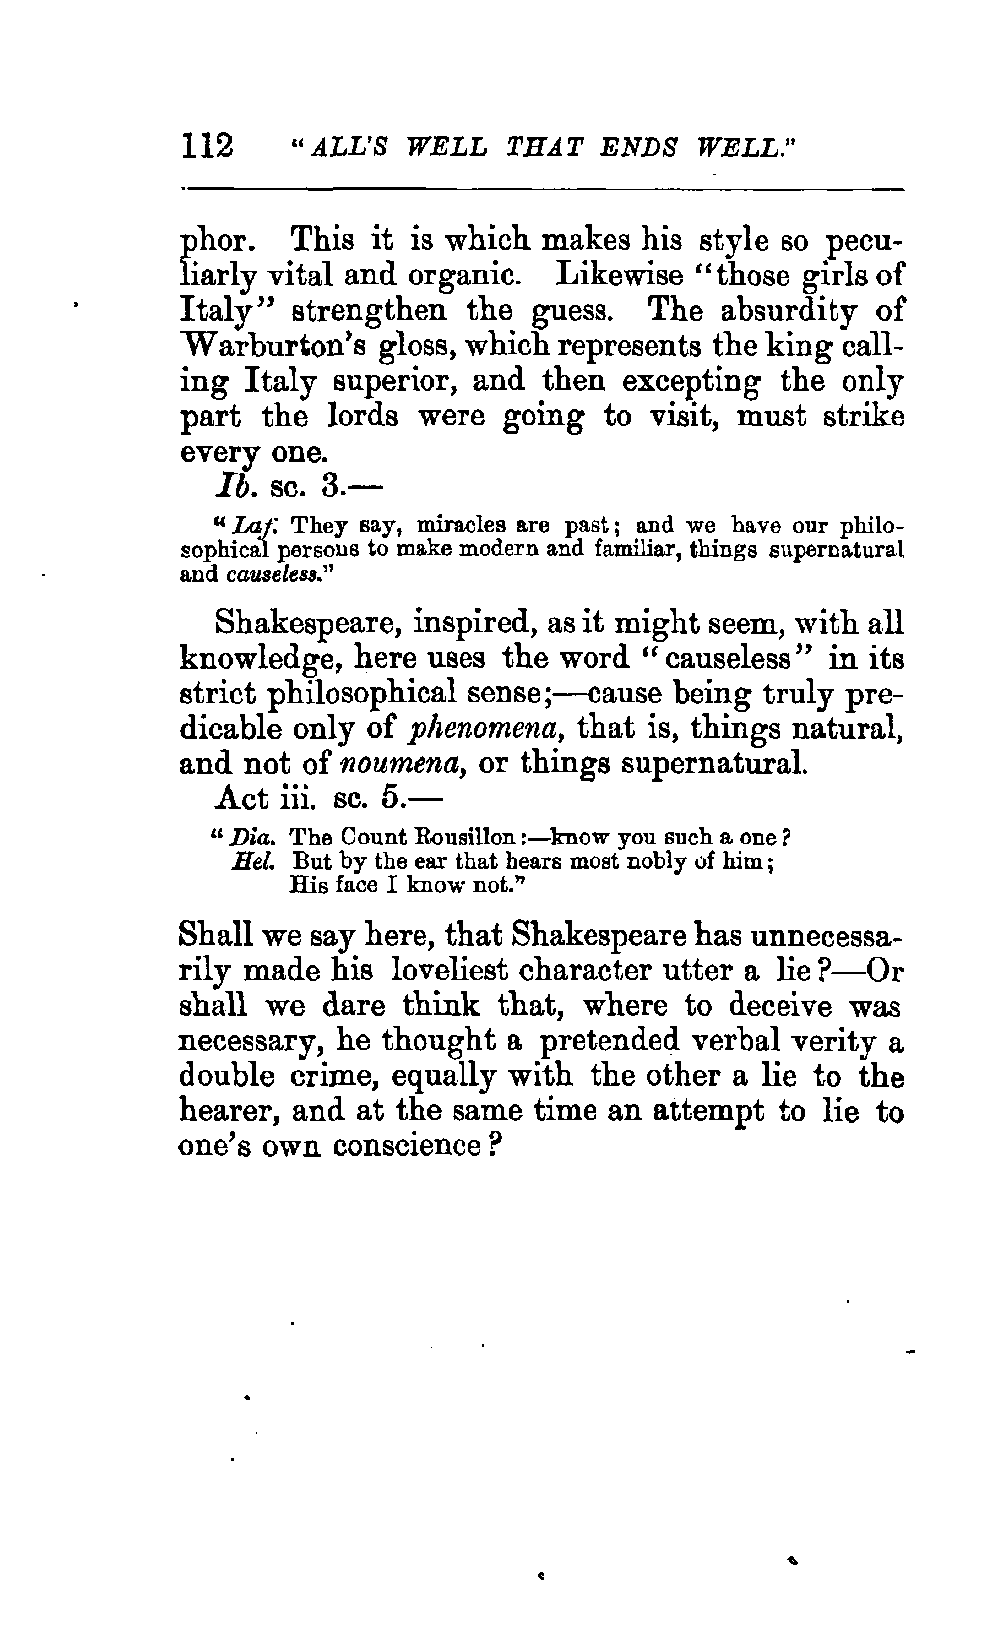 112 "ALL'S WELL THAT ENDS WELL."
phor. This it is which makes his style so pecu-
liarly vital and organic. Likewise "those girls of
Italy" strengthen the guess. The absurdity of
Warburton's gloss, which represents the king call-
ing Italy superior, and then excepting the only
part the lords were going to visit, must strike
every one.
Ib. sc. 3.—
"Laf. They say, miracles are past; and we have our philo-
sophical persons to make modern and familiar, things supernatural
and causeless."
Shakespeare, inspired, as it might seem, with all
knowledge, here uses the word "causeless" in its
strict philosophical sense;—cause being truly pre-
dicable only of phenomena, that is, things natural,
and not of noumena, or things supernatural.
Act iii. sc. 5.—
"Dia. The Count Rousillon:—know you such a one?
Hel. But by the ear that hears most nobly of him;
His face I know not."
Shall we say here, that Shakespeare has unnecessa-
rily made his loveliest character utter a lie?—Or
shall we dare think that, where to deceive was
necessary, he thought a pretended verbal verity a
double crime, equally with the other a lie to the
hearer, and at the same time an attempt to lie to
one's own conscience?